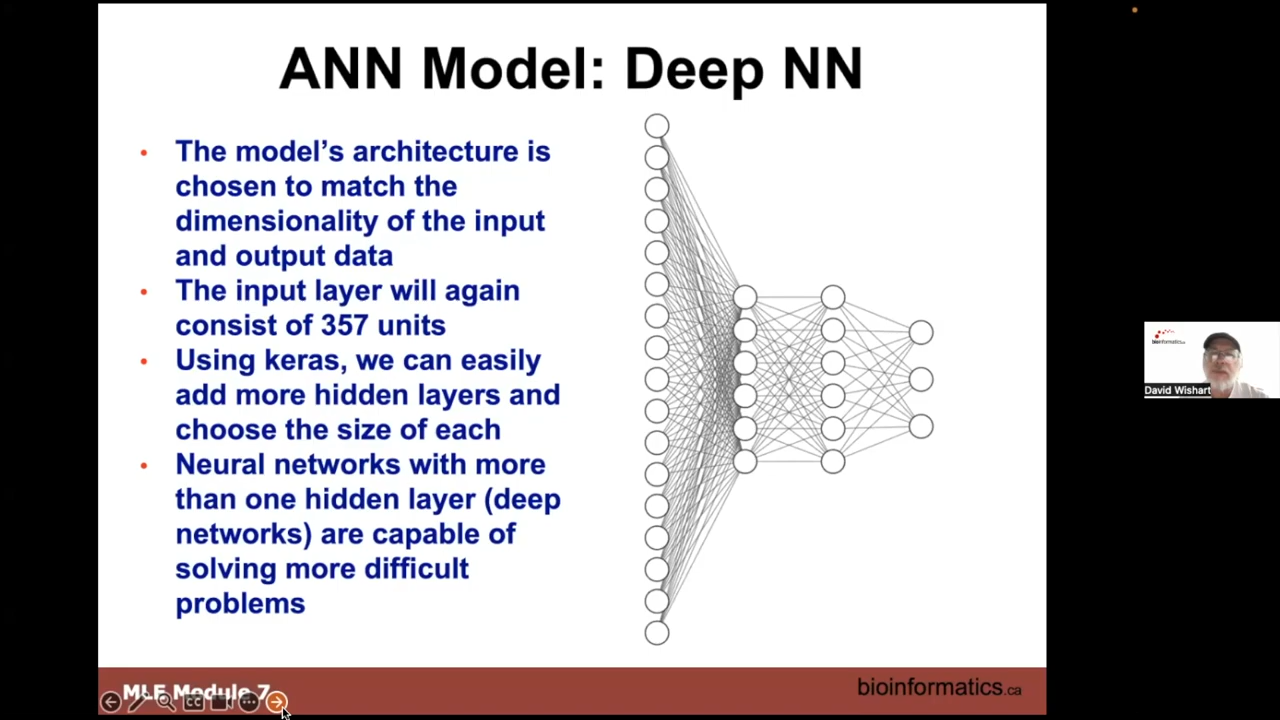 ANN Model: Deep NN
• The model's architecture is
chosen to match the
dimensionality of the input
and output data
• The input layer will again
consist of 357 units
• Using keras, we can easily
add more hidden layers and
choose the size of each
• Neural networks with more
than one hidden layer (deep
networks) are capable of
solving more difficult
problems
bioinformatics.ca
David Wishart
MLE Module 7
CC
bioinformatics.ca